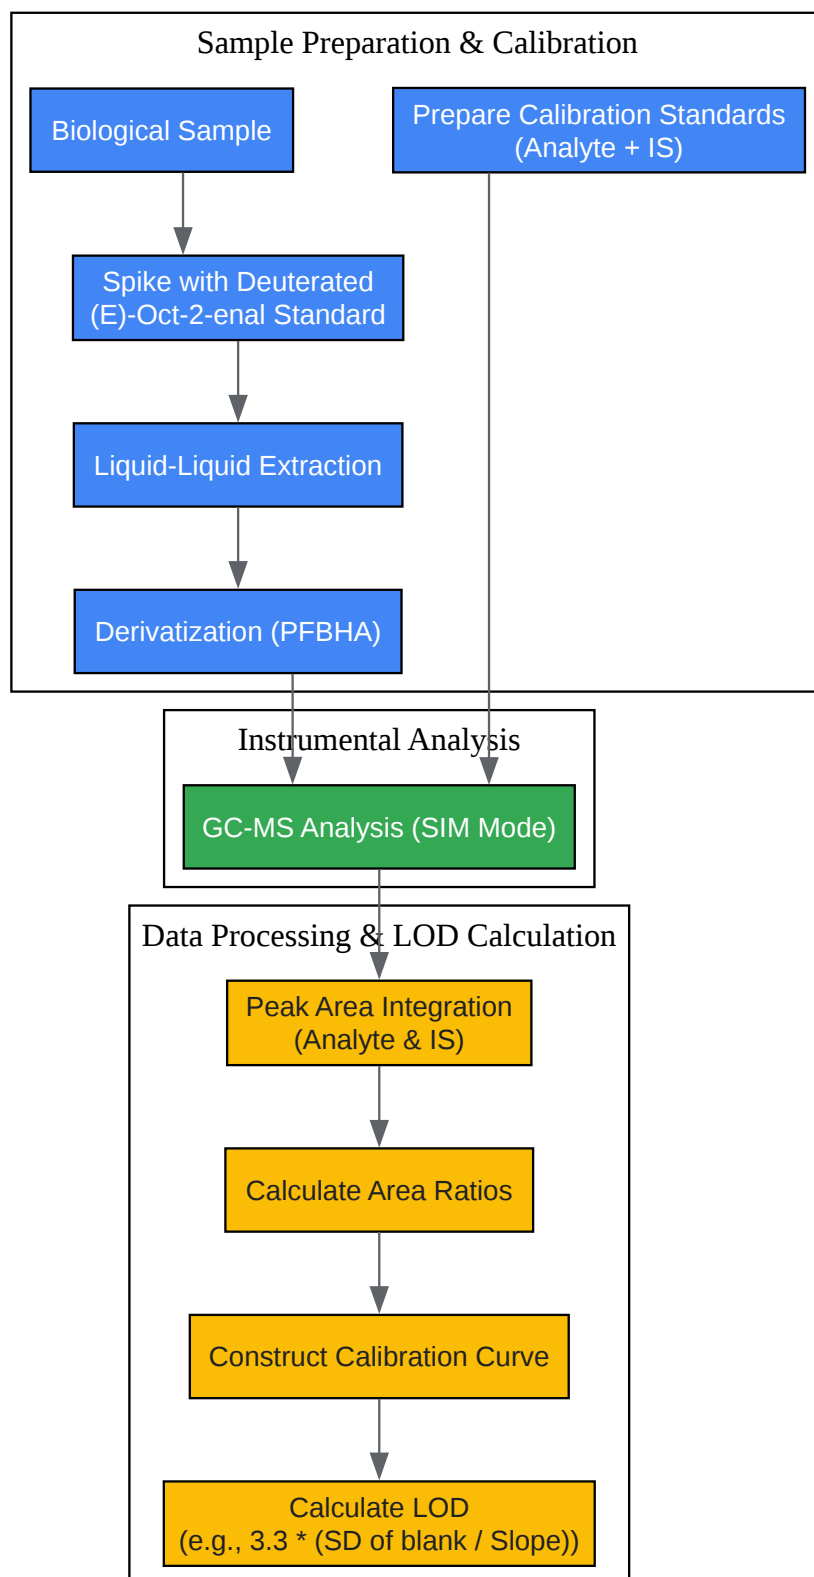 Sample Preparation & Calibration
Biological Sample
Prepare Calibration Standards
(Analyte + IS)
Spike with Deuterated
(E)-Oct-2-enal Standard
Liquid-Liquid Extraction
Derivatization (PFBHA)
Instrumental Analysis
GC-MS Analysis (SIM Mode)
Data Processing & LOD Calculation
Peak Area Integration
(Analyte & IS)
Calculate Area Ratios
Construct Calibration Curve
Calculate LOD
(e.g., 3.3 * (SD of blank / Slope))